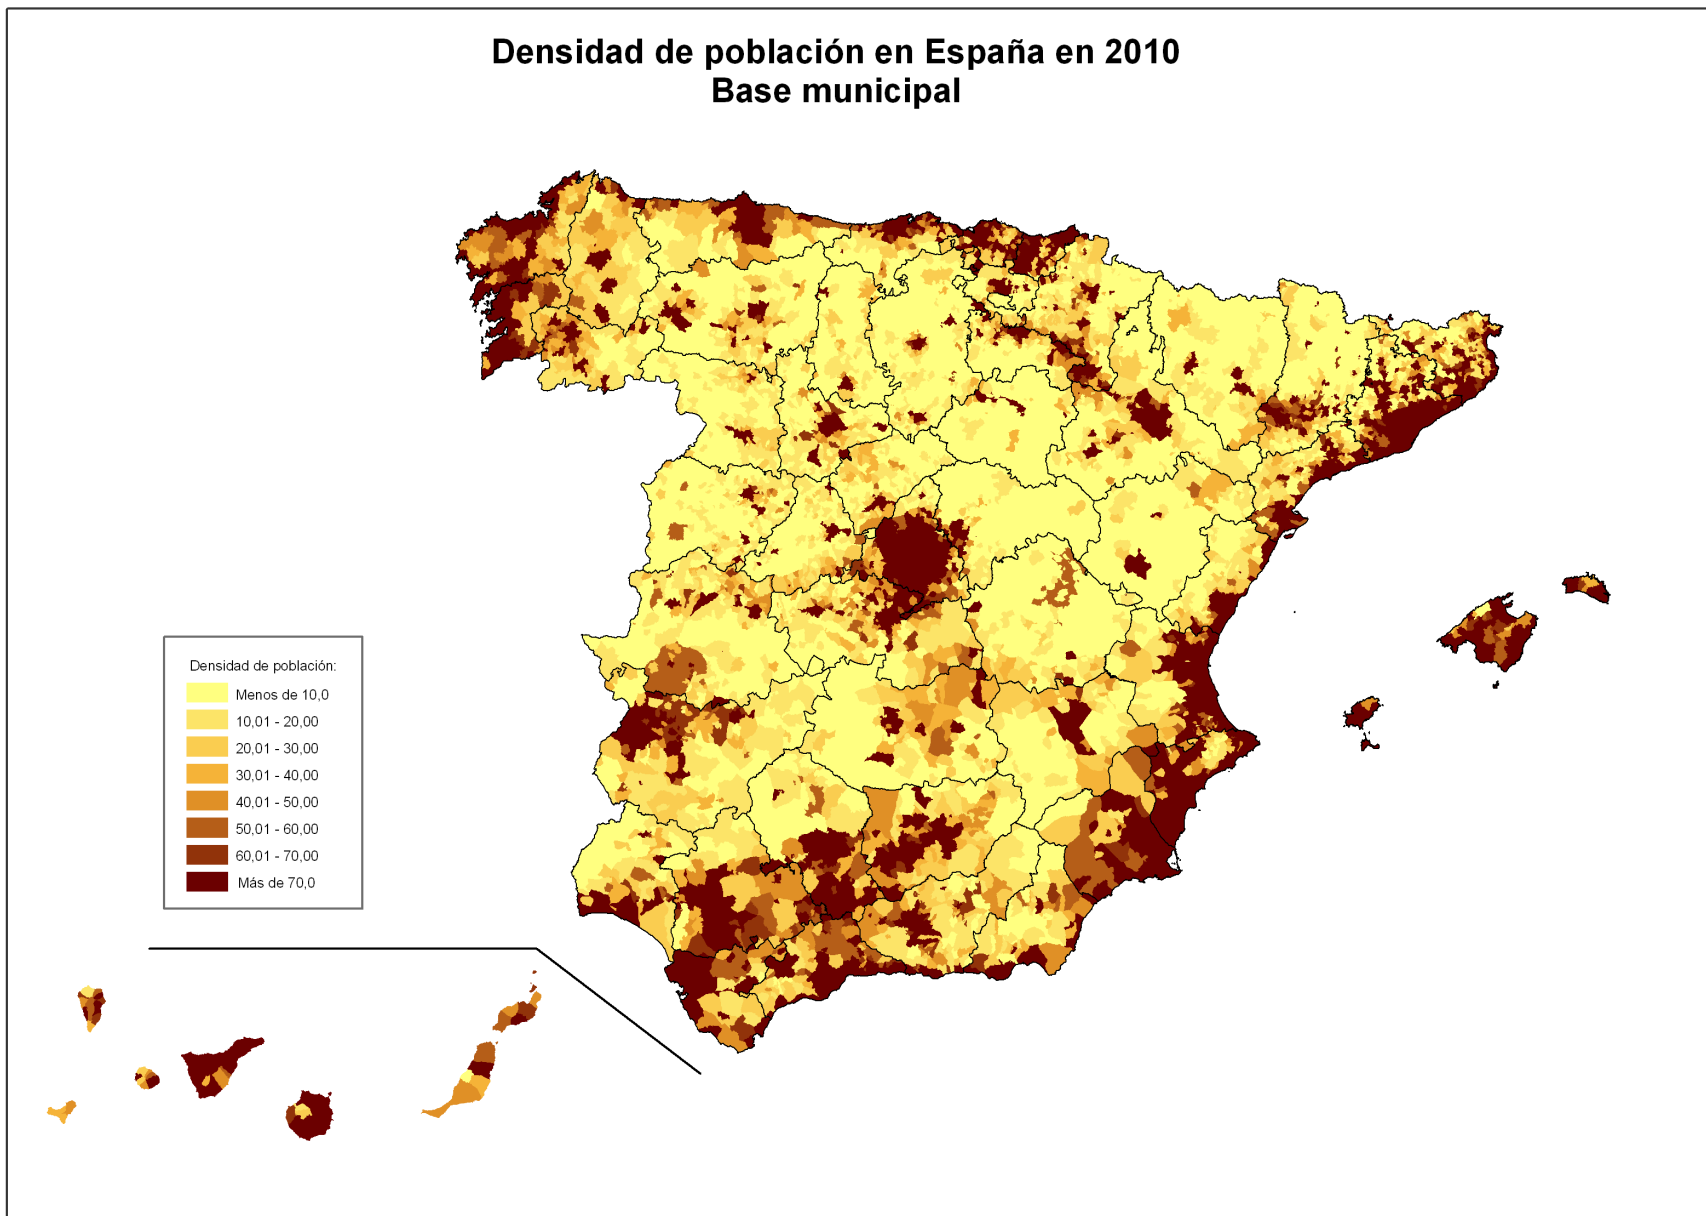 Densidad de población en España en 2010
Base municipal
Densidad de población:
Menos de 10,0
10,01 - 20,00
20,01 - 30,00
30,01 - 40,00
40,01 - 50,00
50,01 - 60,00
60,01 - 70,00
Más de 70,0